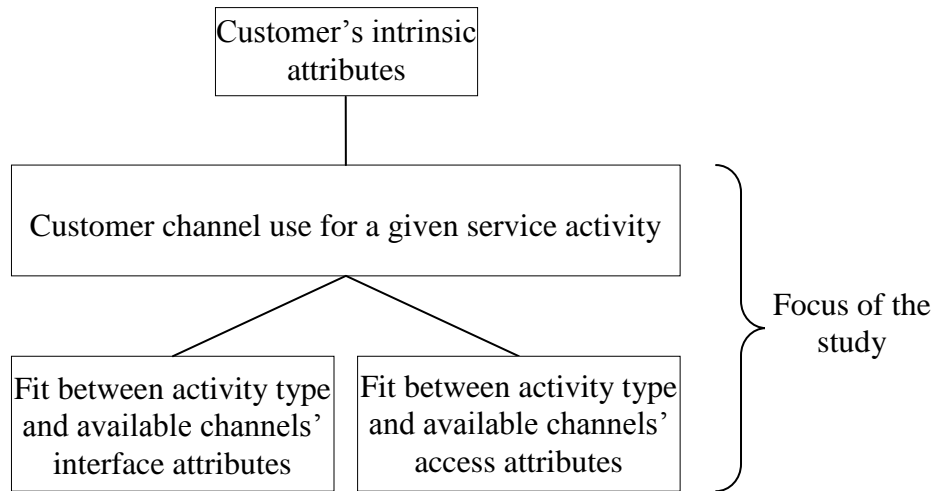 Customer’s intrinsic
attributes
Customer channel use for a given service activity
Focus of the
study
Fit between activity type
and available channels’
interface attributes
Fit between activity type
and available channels’
access attributes